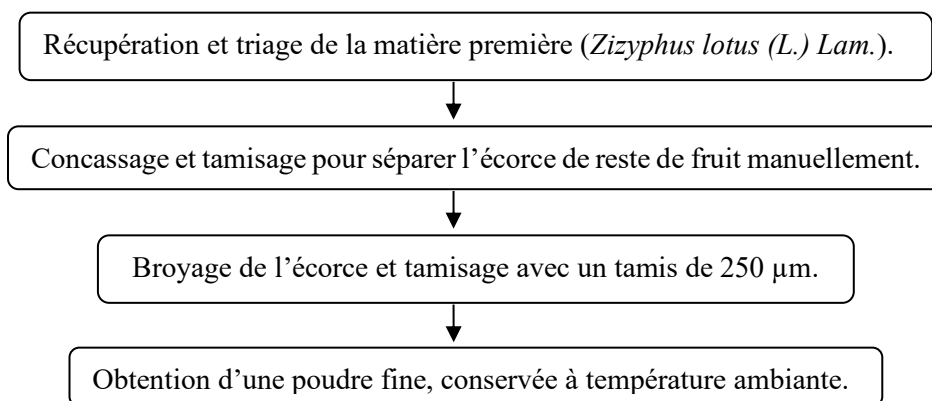 Récupération et triage de la matière première (Zizyphus lotus (L.) Lam.).
Concassage et tamisage pour séparer l’écorce de reste de fruit manuellement.
Broyage de l’écorce et tamisage avec un tamis de 250 µm.
Obtention d’une poudre fine, conservée à température ambiante.